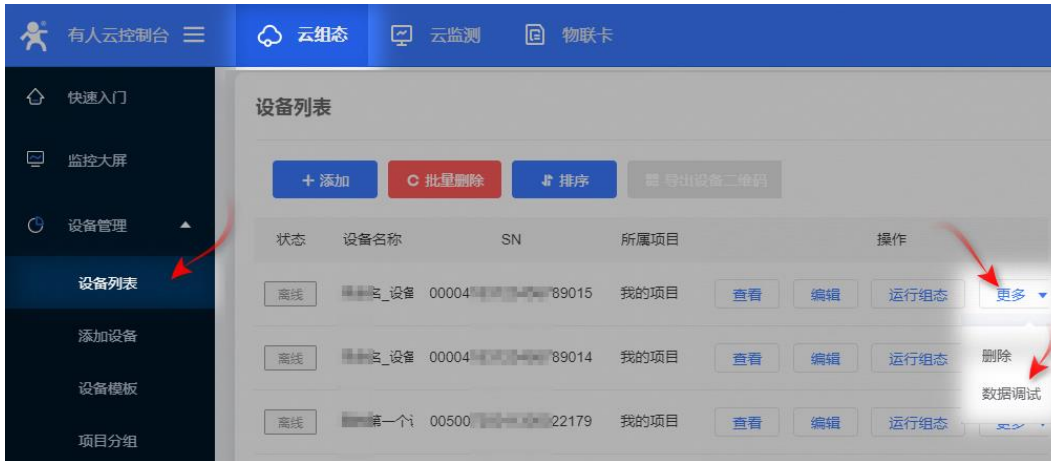 有人云控制台 云组态 云监测 物联卡
快速入门
监控大屏
设备管理
设备列表
添加设备
设备模板
项目分组
设备列表
添加 批量删除 排序 导出设备二维码
状态 设备名称 SN 所属项目 操作
离线 名_设备 00004 89015 我的项目 查看 编辑 运行组态 更多
离线 名_设备 00004 89014 我的项目 查看 编辑 运行组态 删除
数据调试
离线 第一个 00500 22179 我的项目 查看 编辑 运行组态